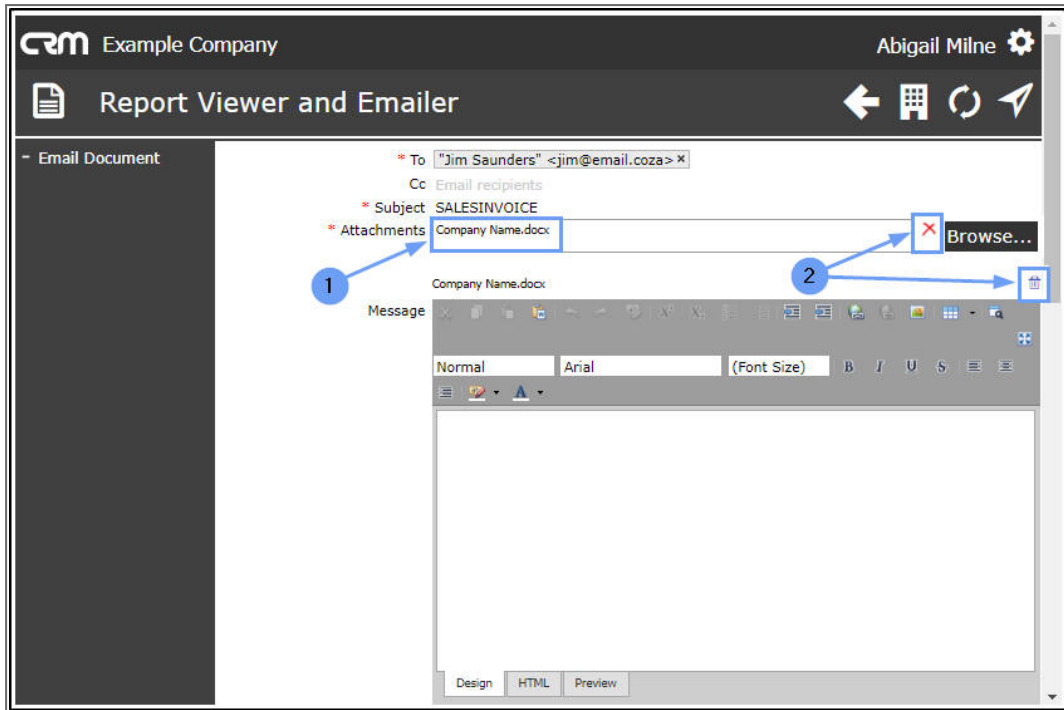 CRM Example Company Abigail Milne
Report Viewer and Emailer
- Email Document
* To "Jim Saunders" <jim@email.coza> ×
Cc Email recipients
* Subject SALESINVOICE
* Attachments Company Name.docx Browse...
1
2
Company Name.docx
Message
Normal Arial (Font Size) B I U S
A
Design HTML Preview